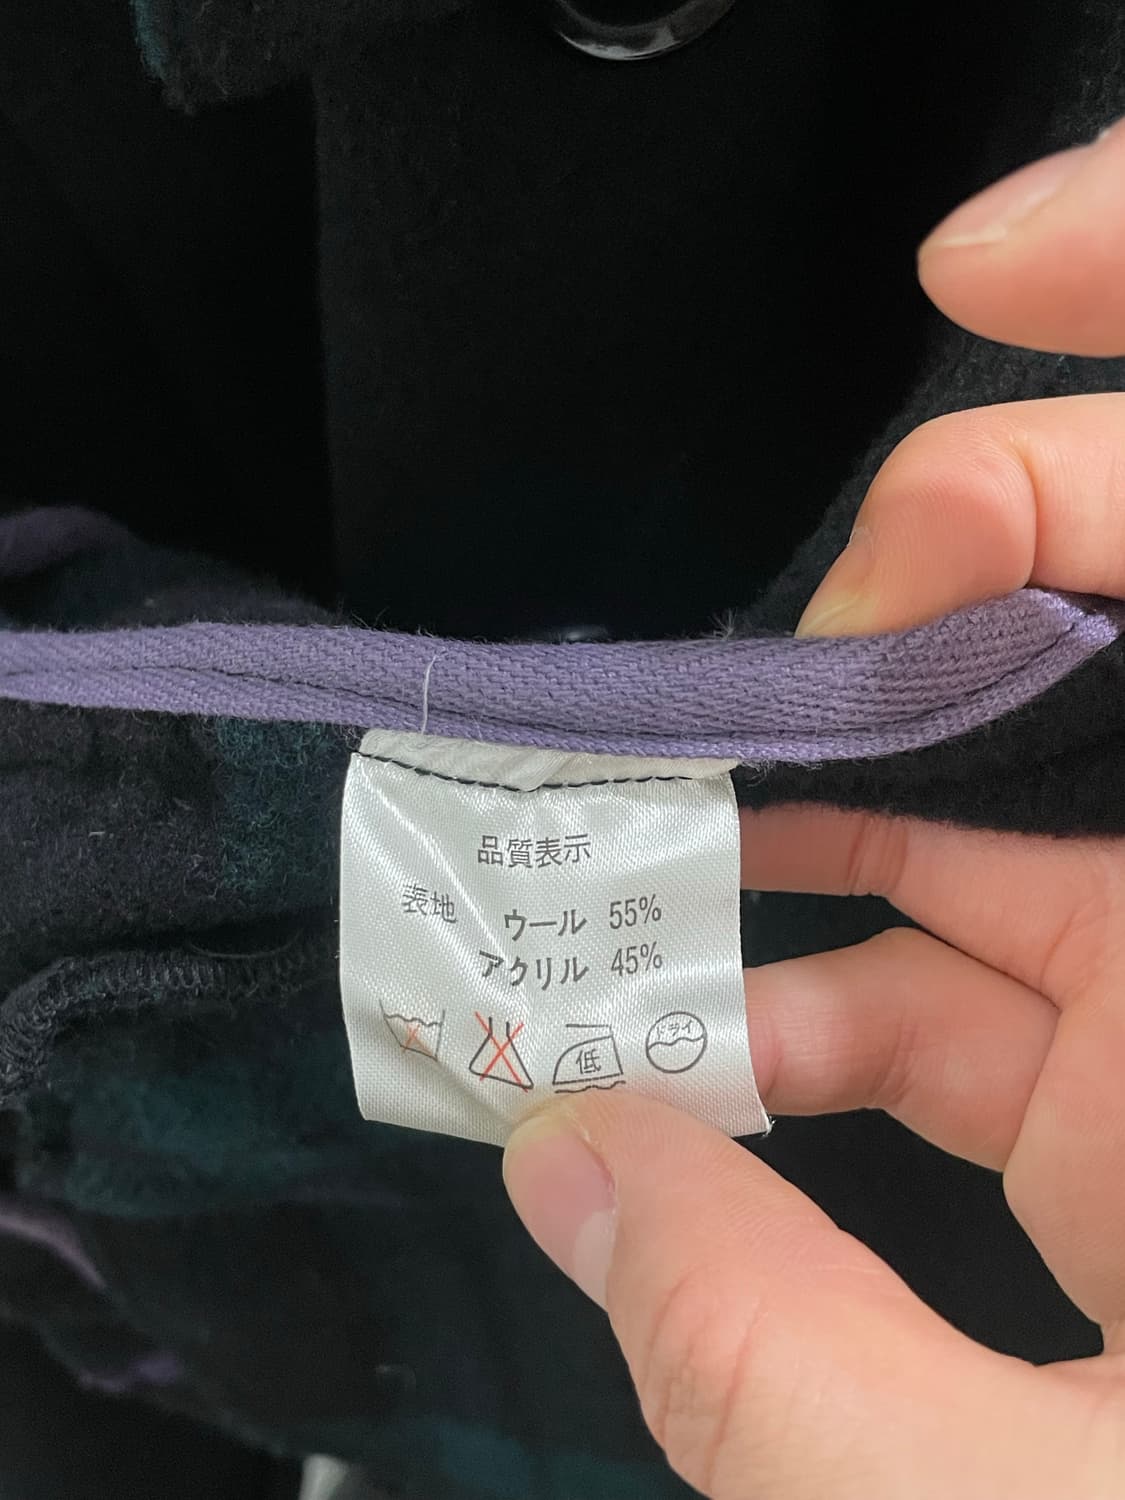 品質表示
表地 ウール 55%
アクリル 45%
低 ドライ